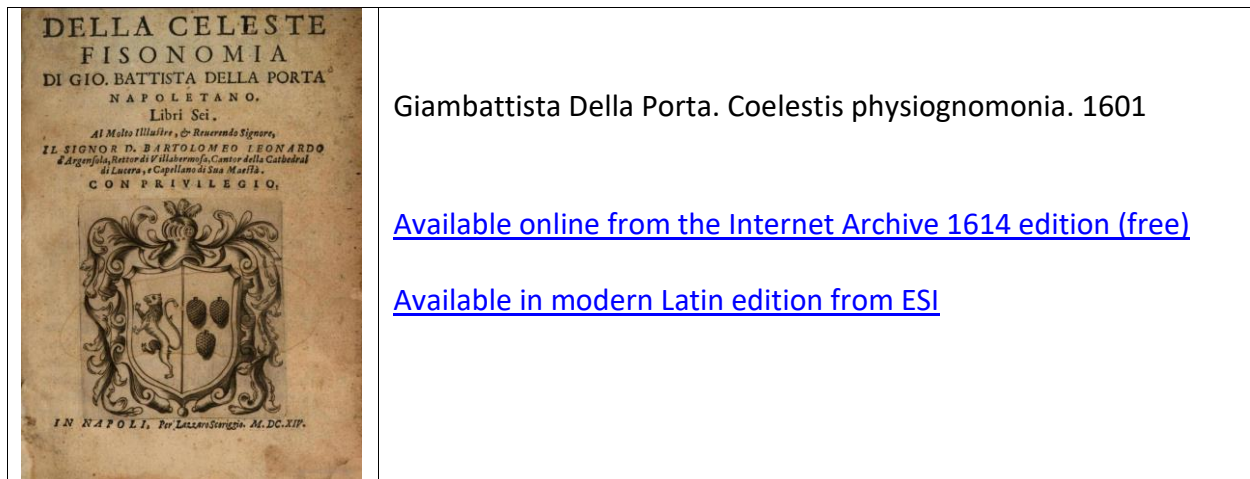 DELLA CELESTE
FISONOMIA
DI GIO. BATTISTA DELLA PORTA
NAPOLETANO.
Libri Sei.
Al Molto Illustre, & Reuerendo Signore,
IL SIGNOR D. BARTOLOMEO LEONARDO
d'Argensola, Rettor di Villahermosa, Cantor della Cathedral
di Lucera, e Capellano di Sua Maestà.
CON PRIVILEGIO.
IN NAPOLI, Per Lazzaro Scoriggio. M.DC.XIV.
Giambattista Della Porta. Coelestis physiognomonia. 1601
Available online from the Internet Archive 1614 edition (free)
Available in modern Latin edition from ESI